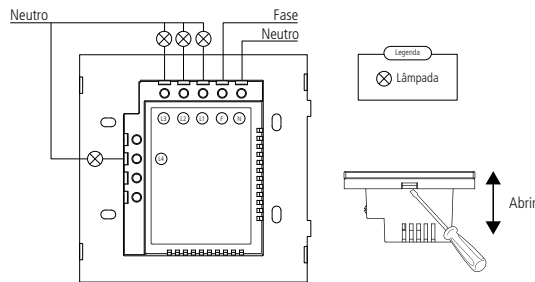 Neutro
Fase
Neutro
Legenda
Lâmpada
L3 L2 L1 F N
L4
Abrir